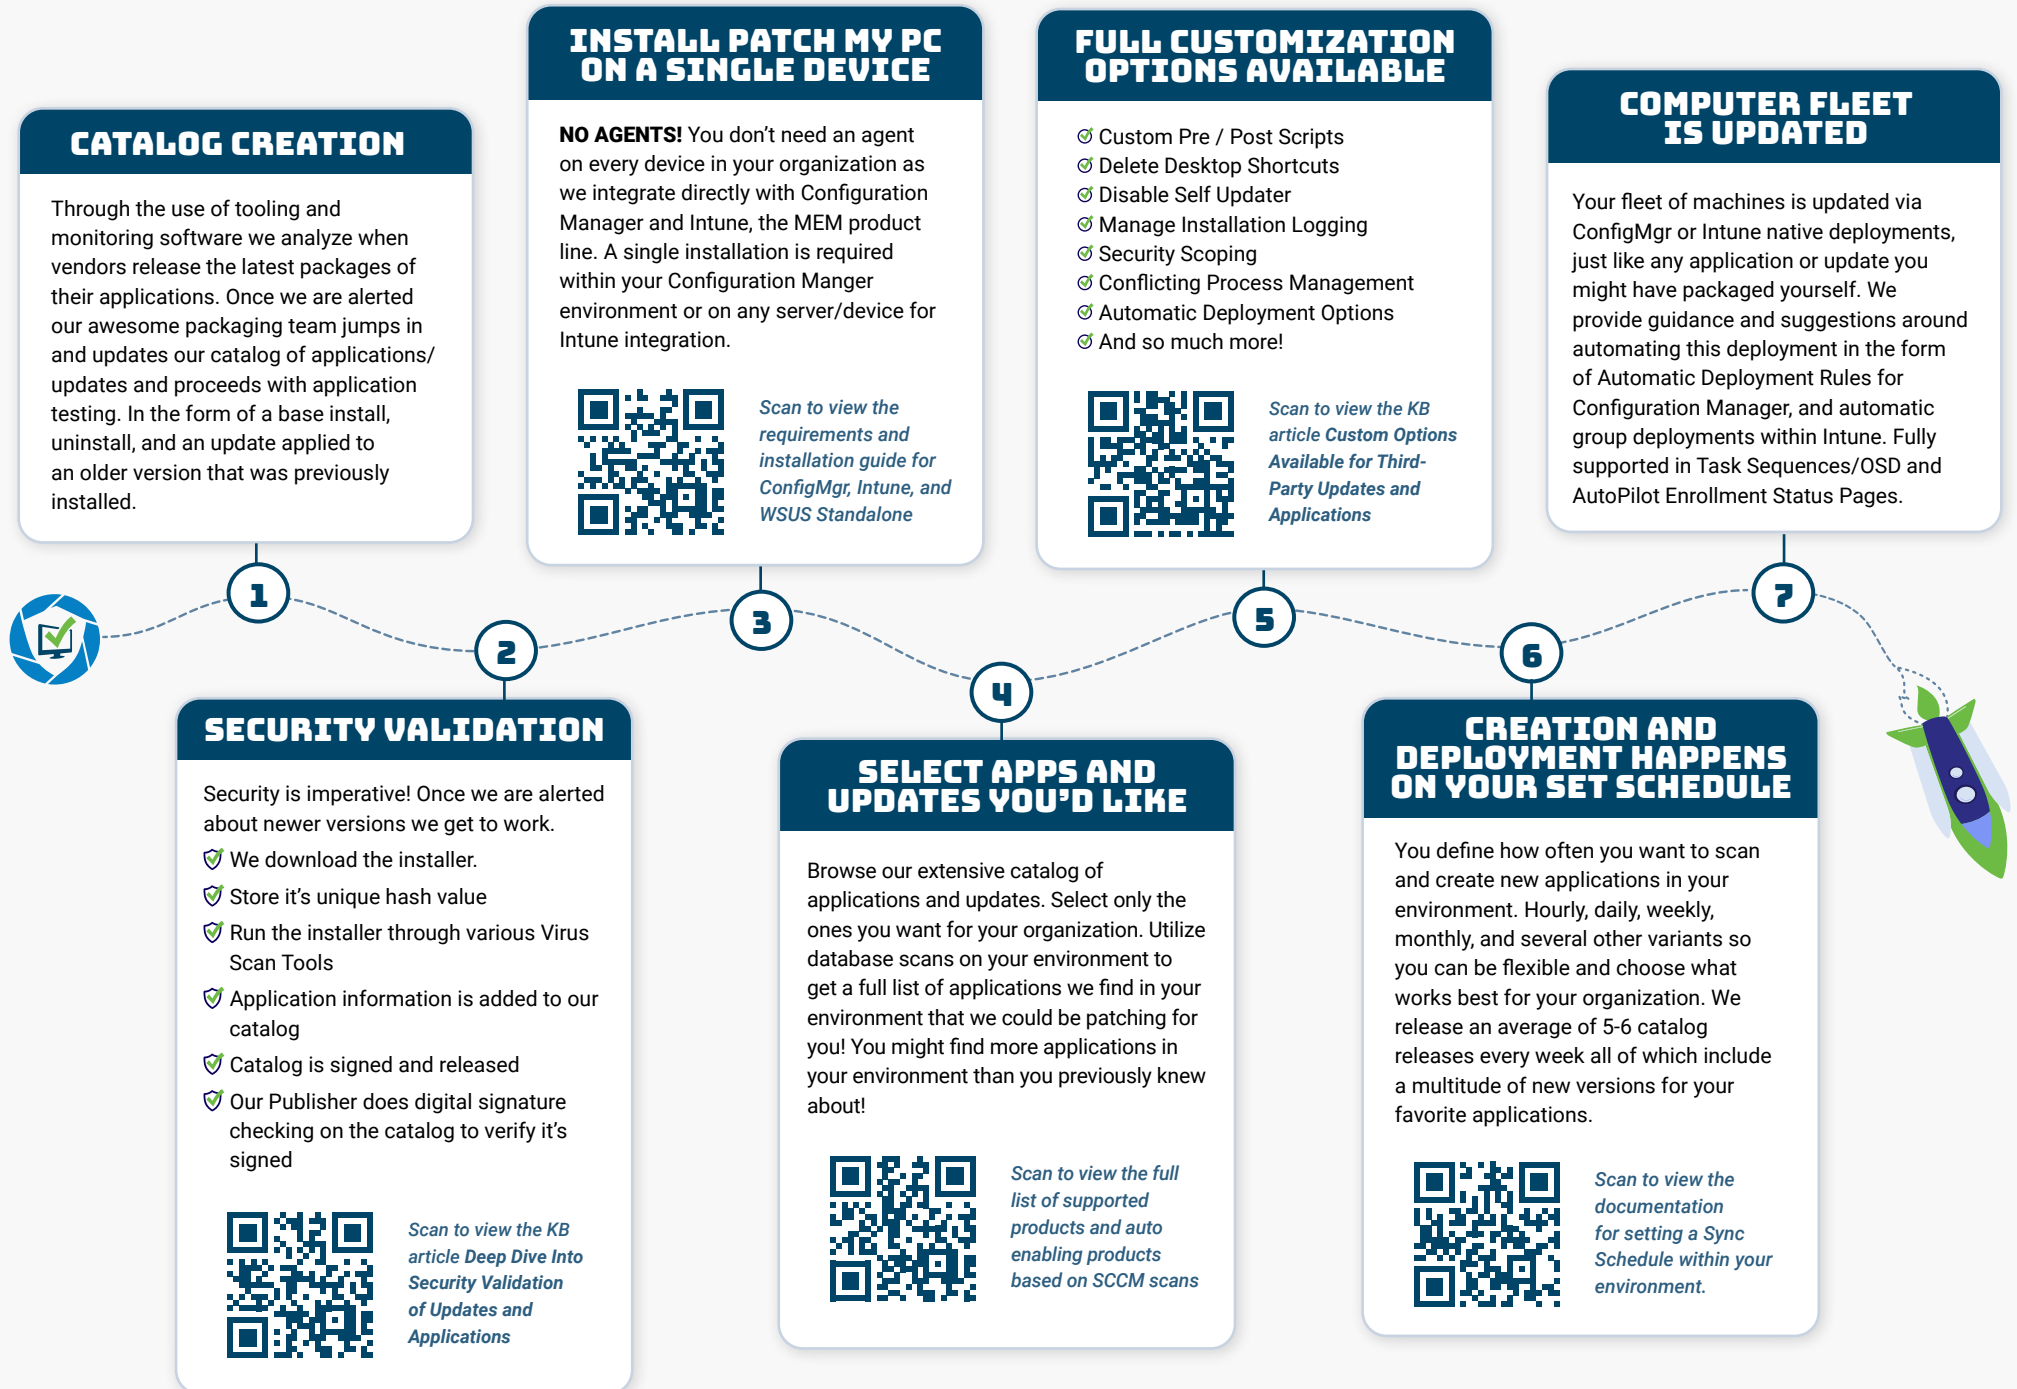 CATALOG CREATION
Through the use of tooling and
monitoring software we analyze when
vendors release the latest packages of
their applications. Once we are alerted
our awesome packaging team jumps in
and updates our catalog of applications/
updates and proceeds with application
testing. In the form of a base install,
uninstall, and an update applied to
an older version that was previously
installed.
1
SECURITY VALIDATION
Security is imperative! Once we are alerted
about newer versions we get to work.
We download the installer.
Store it's unique hash value
Run the installer through various Virus
Scan Tools
Application information is added to our
catalog
Catalog is signed and released
Our Publisher does digital signature
checking on the catalog to verify it's
signed
Scan to view the KB
article Deep Dive Into
Security Validation
of Updates and
Applications
2
INSTALL PATCH MY PC
ON A SINGLE DEVICE
NO AGENTS! You don't need an agent
on every device in your organization as
we integrate directly with Configuration
Manager and Intune, the MEM product
line. A single installation is required
within your Configuration Manger
environment or on any server/device for
Intune integration.
Scan to view the
requirements and
installation guide for
ConfigMgr, Intune, and
WSUS Standalone
3
4
SELECT APPS AND
UPDATES YOU'D LIKE
Browse our extensive catalog of
applications and updates. Select only the
ones you want for your organization. Utilize
database scans on your environment to
get a full list of applications we find in your
environment that we could be patching for
you! You might find more applications in
your environment than you previously knew
about!
Scan to view the full
list of supported
products and auto
enabling products
based on SCCM scans
FULL CUSTOMIZATION
OPTIONS AVAILABLE
Custom Pre / Post Scripts
Delete Desktop Shortcuts
Disable Self Updater
Manage Installation Logging
Security Scoping
Conflicting Process Management
Automatic Deployment Options
And so much more!
Scan to view the KB
article Custom Options
Available for Third-
Party Updates and
Applications
5
6
CREATION AND
DEPLOYMENT HAPPENS
ON YOUR SET SCHEDULE
You define how often you want to scan
and create new applications in your
environment. Hourly, daily, weekly,
monthly, and several other variants so
you can be flexible and choose what
works best for your organization. We
release an average of 5-6 catalog
releases every week all of which include
a multitude of new versions for your
favorite applications.
Scan to view the
documentation
for setting a Sync
Schedule within your
environment.
COMPUTER FLEET
IS UPDATED
Your fleet of machines is updated via
ConfigMgr or Intune native deployments,
just like any application or update you
might have packaged yourself. We
provide guidance and suggestions around
automating this deployment in the form
of Automatic Deployment Rules for
Configuration Manager, and automatic
group deployments within Intune. Fully
supported in Task Sequences/OSD and
AutoPilot Enrollment Status Pages.
7